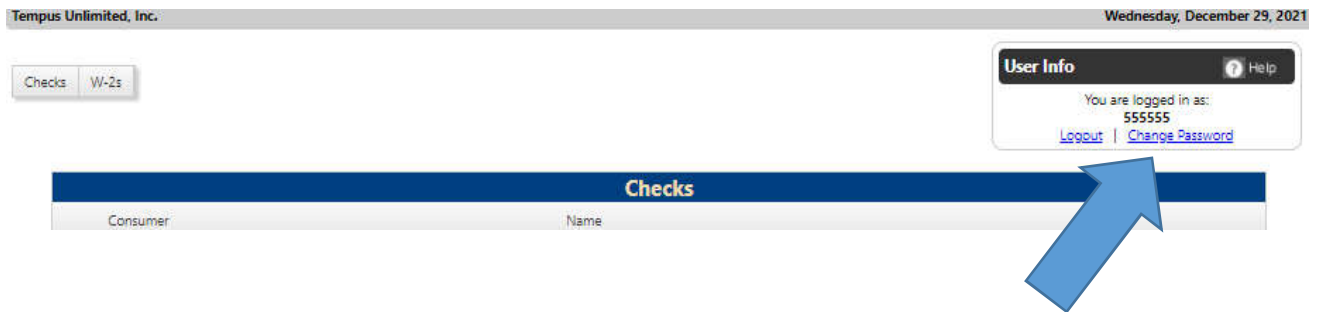 Tempus Unlimited, Inc. Wednesday, December 29, 2021
Checks W-2s
User Info ? Help
You are logged in as:
555555
Logout | Change Password
Checks
Consumer Name